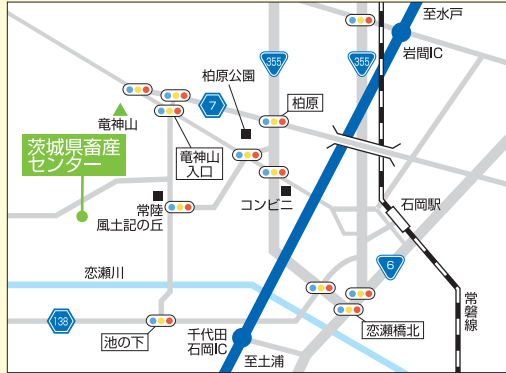 至水戸
岩間IC
355
355
柏原公園
7
柏原
竜神山
茨城県畜産
センター
竜神山
入口
コンビニ
常陸
風土記の丘
石岡駅
6
恋瀬川
常磐線
138
池の下
千代田
石岡IC
恋瀬橋北
至土浦